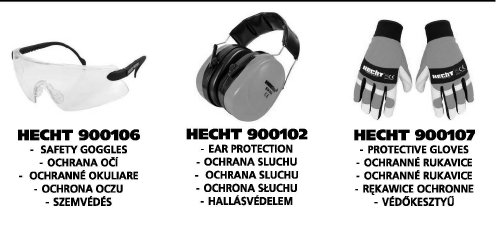 HECHT 900106
- SAFETY GOGGLES
- OCHRANA OČÍ
- OCHRANNÉ OKULIARE
- OCHRONA OCZU
- SZEMVÉDÉS
HECHT 900102
- EAR PROTECTION
- OCHRANA SLUCHU
- OCHRANA SLUCHU
- OCHRONA SŁUCHU
- HALLÁSVÉDELEM
HECHT
HECHT
HECHT 900107
- PROTECTIVE GLOVES
- OCHRANNÉ RUKAVICE
- OCHRANNÉ RUKAVICE
- RĘKAWICE OCHRONNE
- VÉDŐKESZTYŰ